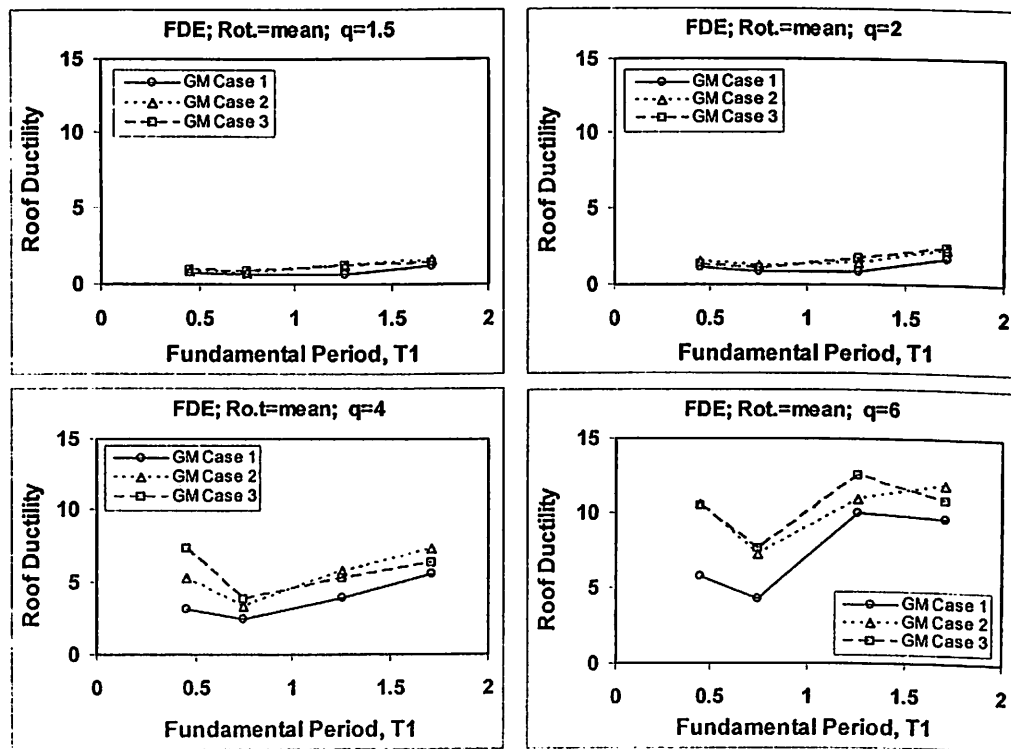 FDE; Rot.=mean; q=1.5
15
10
5
0
GM Case 1
GM Case 2
GM Case 3
Roof Ductility
0
0.5
1
1.5
2
Fundamental Period, T1
FDE; Rot.=mean; q=2
15
10
5
0
GM Case 1
GM Case 2
GM Case 3
Roof Ductility
0
0.5
1
1.5
2
Fundamental Period, T1
FDE; Ro.t=mean; q=4
15
10
5
0
GM Case 1
GM Case 2
GM Case 3
Roof Ductility
0
0.5
1
1.5
2
Fundamental Period, T1
FDE; Rot.=mean; q=6
15
10
5
0
GM Case 1
GM Case 2
GM Case 3
Roof Ductility
0
0.5
1
1.5
2
Fundamental Period, T1